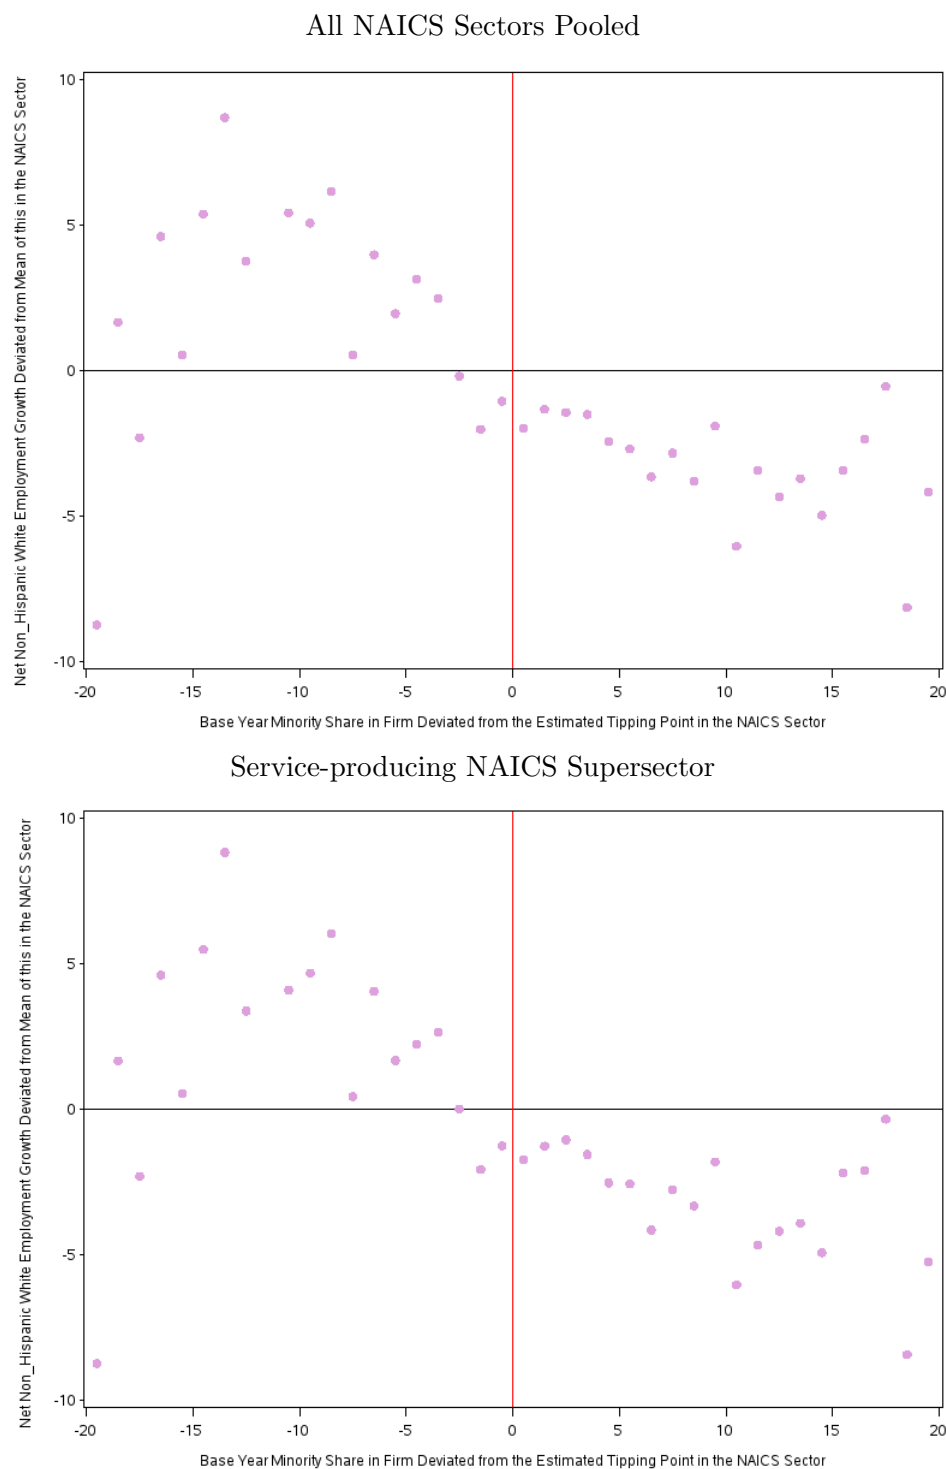 All NAICS Sectors Pooled
Net Non_Hispanic White Employment Growth Deviated from Mean of this in the NAICS Sector
10
5
0
-5
-10
-20 -15 -10 -5 0 5 10 15 20
Base Year Minority Share in Firm Deviated from the Estimated Tipping Point in the NAICS Sector
Service-producing NAICS Supersector
Net Non_Hispanic White Employment Growth Deviated from Mean of this in the NAICS Sector
10
5
0
-5
-10
-20 -15 -10 -5 0 5 10 15 20
Base Year Minority Share in Firm Deviated from the Estimated Tipping Point in the NAICS Sector